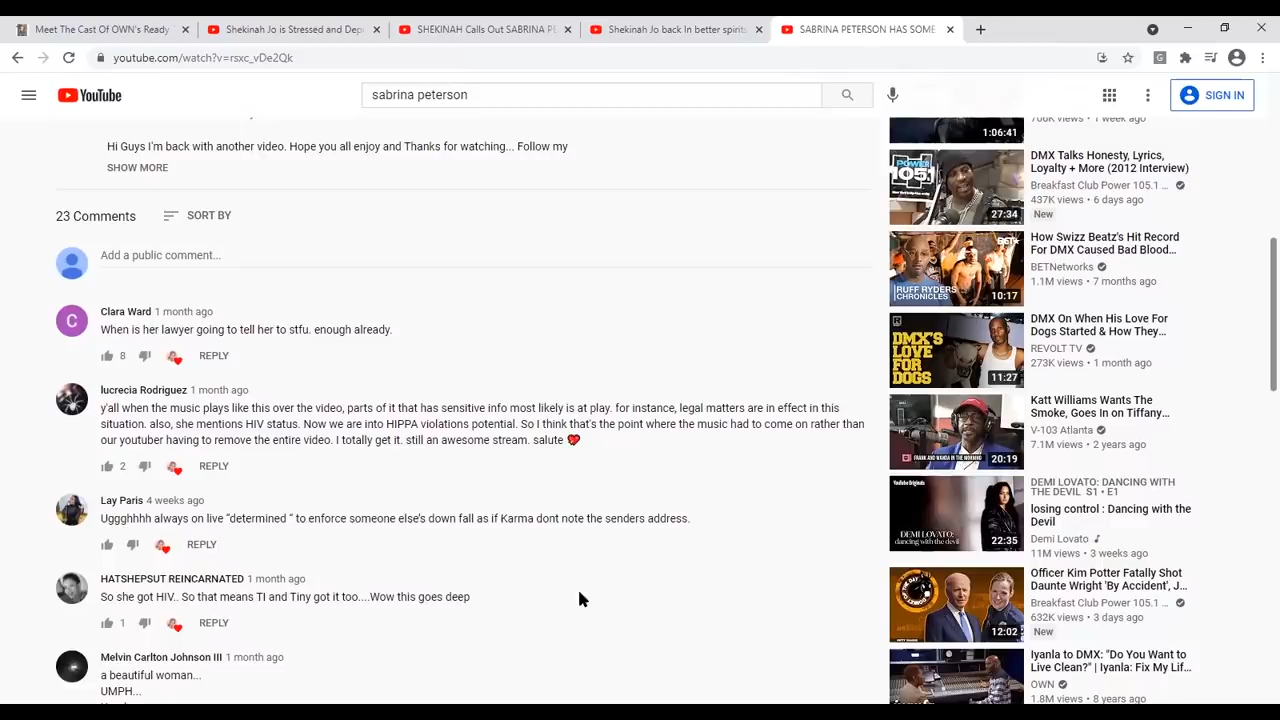 Meet The Cast Of OWN's Ready
Shekinah Jo is Stressed and Dep
SHEKINAH Calls Out SABRINA PE
Shekinah Jo back In better spirits
SABRINA PETERSON HAS SOME
youtube.com/watch?v=rsxc_vDe2Qk
YouTube
sabrina peterson
SIGN IN
Hi Guys I'm back with another video. Hope you all enjoy and Thanks for watching... Follow my
SHOW MORE
23 Comments
SORT BY
Add a public comment...
C
Clara Ward 1 month ago
When is her lawyer going to tell her to stfu. enough already.
8
REPLY
lucrecia Rodriguez 1 month ago
y'all when the music plays like this over the video, parts of it that has sensitive info most likely is at play. for instance, legal matters are in effect in this
situation. also, she mentions HIV status. Now we are into HIPPA violations potential. So I think that's the point where the music had to come on rather than
our youtuber having to remove the entire video. I totally get it. still an awesome stream. salute
2
REPLY
Lay Paris 4 weeks ago
Uggghhhh always on live “determined “ to enforce someone else's down fall as if Karma dont note the senders address.
REPLY
HATSHEPSUT REINCARNATED 1 month ago
So she got HIV.. So that means TI and Tiny got it too....Wow this goes deep
1
REPLY
Melvin Carlton Johnson III 1 month ago
a beautiful woman...
UMPH...
1:06:41
706K views • 1 week ago
POWER
105.1
27:34
DMX Talks Honesty, Lyrics,
Loyalty + More (2012 Interview)
Breakfast Club Power 105.1 ...
437K views • 6 days ago
New
BET
RUFF RYDERS
CHRONICLES
10:17
How Swizz Beatz's Hit Record
For DMX Caused Bad Blood...
BETNetworks
1.1M views • 7 months ago
DMX'S
LOVE
FOR
DOGS
11:27
DMX On When His Love For
Dogs Started & How They...
REVOLT TV
273K views • 1 month ago
FRANK AND WANDA IN THE MORNING
20:19
Katt Williams Wants The
Smoke, Goes In on Tiffany...
V-103 Atlanta
7.1M views • 2 years ago
YouTube Originals
DEMI LOVATO:
dancing with the devil
22:35
DEMI LOVATO: DANCING WITH
THE DEVIL S1 • E1
losing control : Dancing with the
Devil
Demi Lovato
11M views • 3 weeks ago
12:02
Officer Kim Potter Fatally Shot
Daunte Wright 'By Accident', J...
Breakfast Club Power 105.1 ...
632K views • 3 days ago
New
Iyanla to DMX: "Do You Want to
Live Clean?" | Iyanla: Fix My Lif...
OWN
1.8M views • 8 years ago